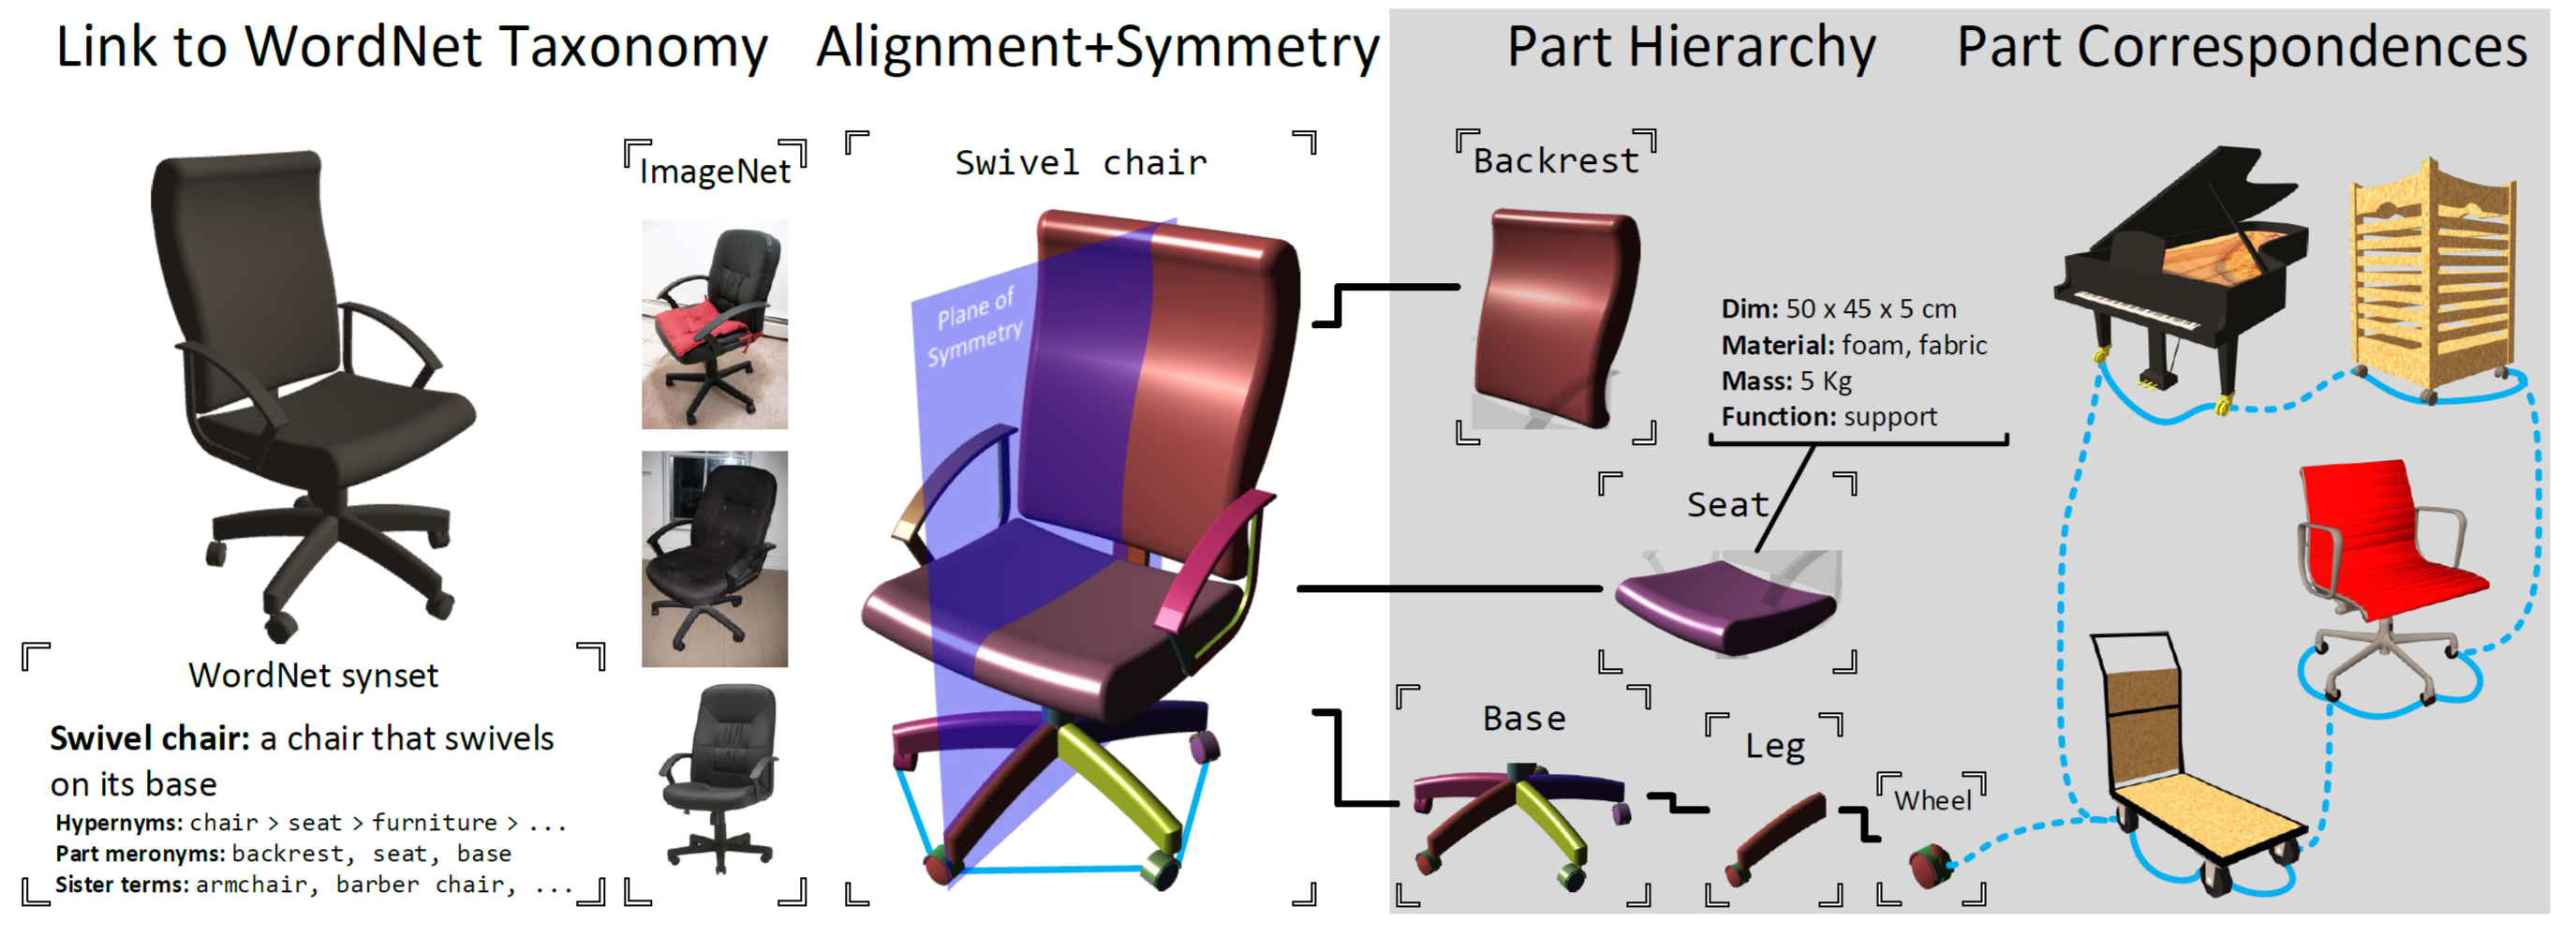 Link to WordNet Taxonomy
Alignment+Symmetry
Part Hierarchy
Part Correspondences
ImageNet
WordNet synset
Swivel chair: a chair that swivels
on its base
Hypernyms: chair > seat > furniture > ...
Part meronyms: backrest, seat, base
Sister terms: armchair, barber chair, ...
Swivel chair
Plane of
Symmetry
Backrest
Dim: 50 x 45 x 5 cm
Material: foam, fabric
Mass: 5 Kg
Function: support
Seat
Base
Leg
Wheel